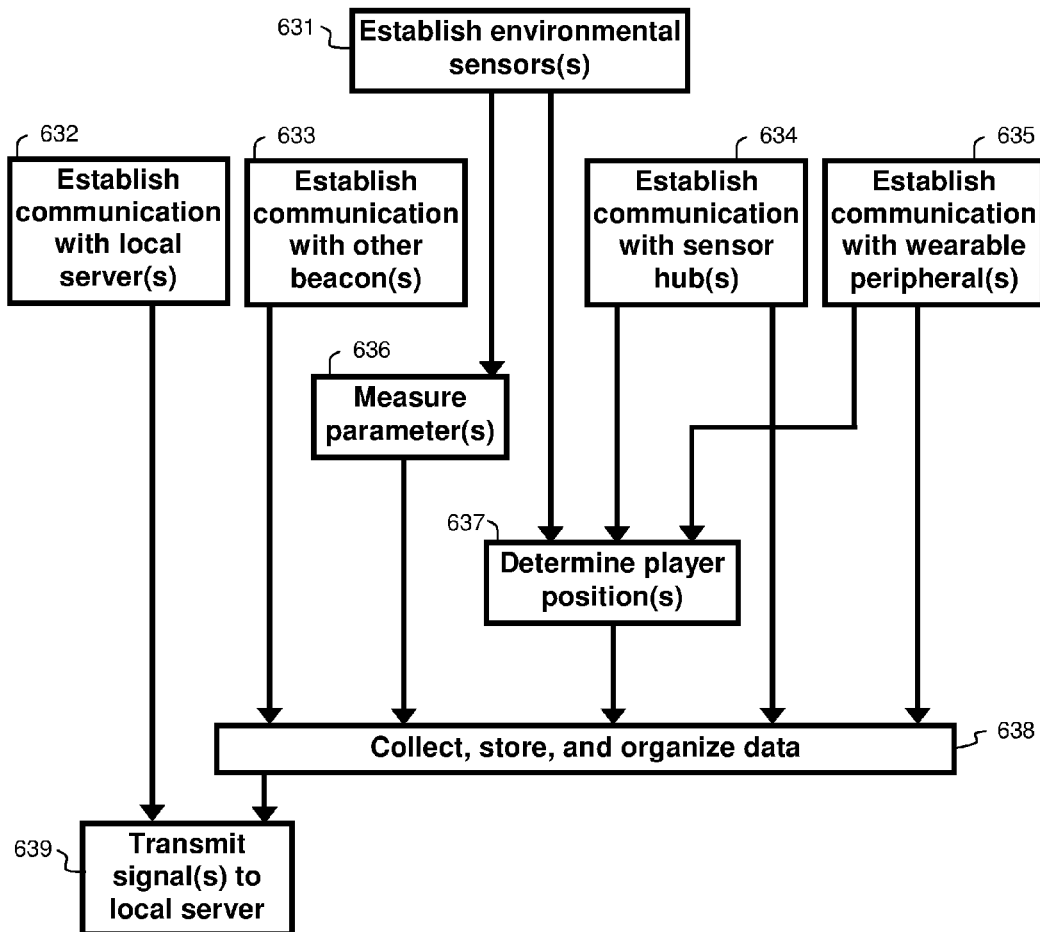 631
Establish environmental
sensors(s)
632
Establish
communication
with local
server(s)
633
Establish
communication
with other
beacon(s)
634
Establish
communication
with sensor
hub(s)
635
Establish
communication
with wearable
peripheral(s)
636
Measure
parameter(s)
637
Determine player
position(s)
Collect, store, and organize data
638
639
Transmit
signal(s) to
local server